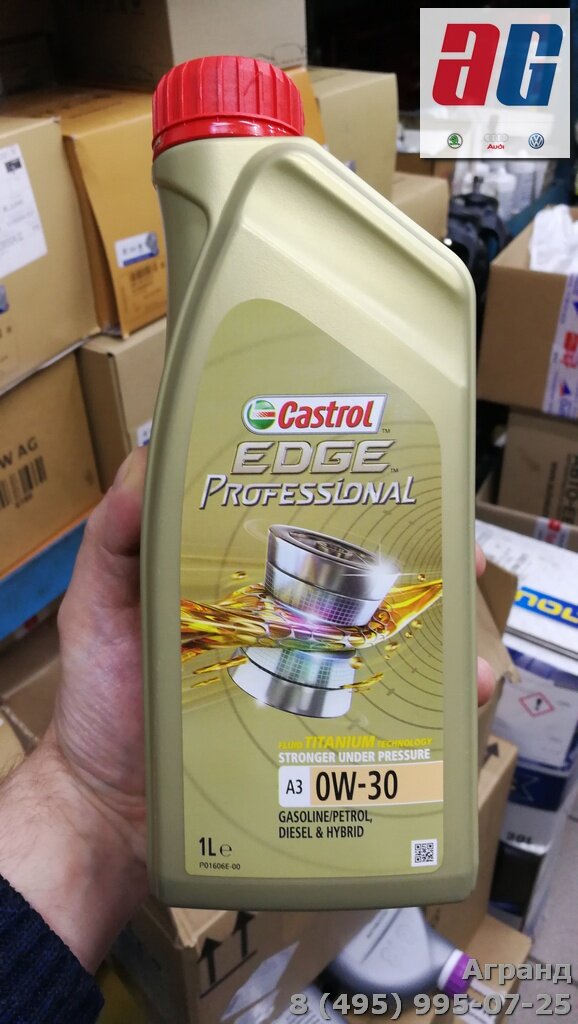 aG
Audi
Castrol
EDGE
PROFESSIONAL
FLUID TITANIUM TECHNOLOGY
STRONGER UNDER PRESSURE
A3 0W-30
GASOLINE/PETROL,
DIESEL & HYBRID
1L e
P01606E-00
W AG
Агранд
8 (495) 995-07-25